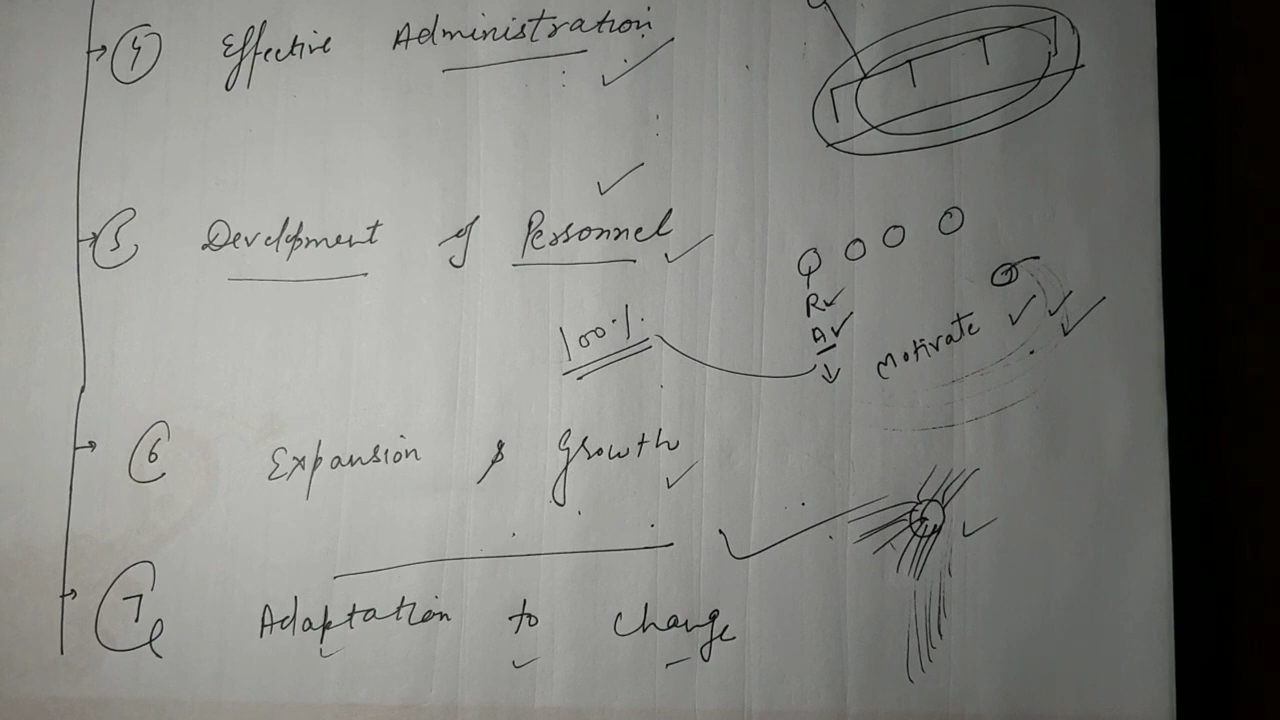 4 Effective Administration
5 Development of Personnel
R
A
100%
Motivate
6 Expansion & Growth
7 Adaptation to change